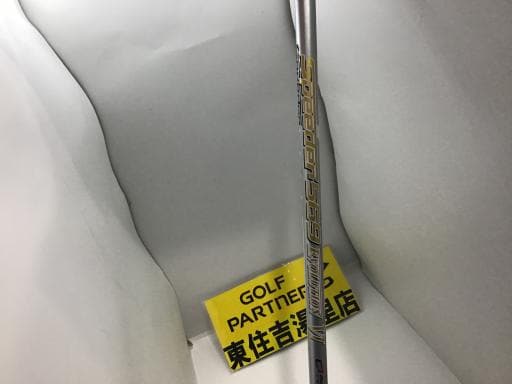 Speeder 569
EVOLUTION VI
GOLF
PARTNER
東住吉湯里店